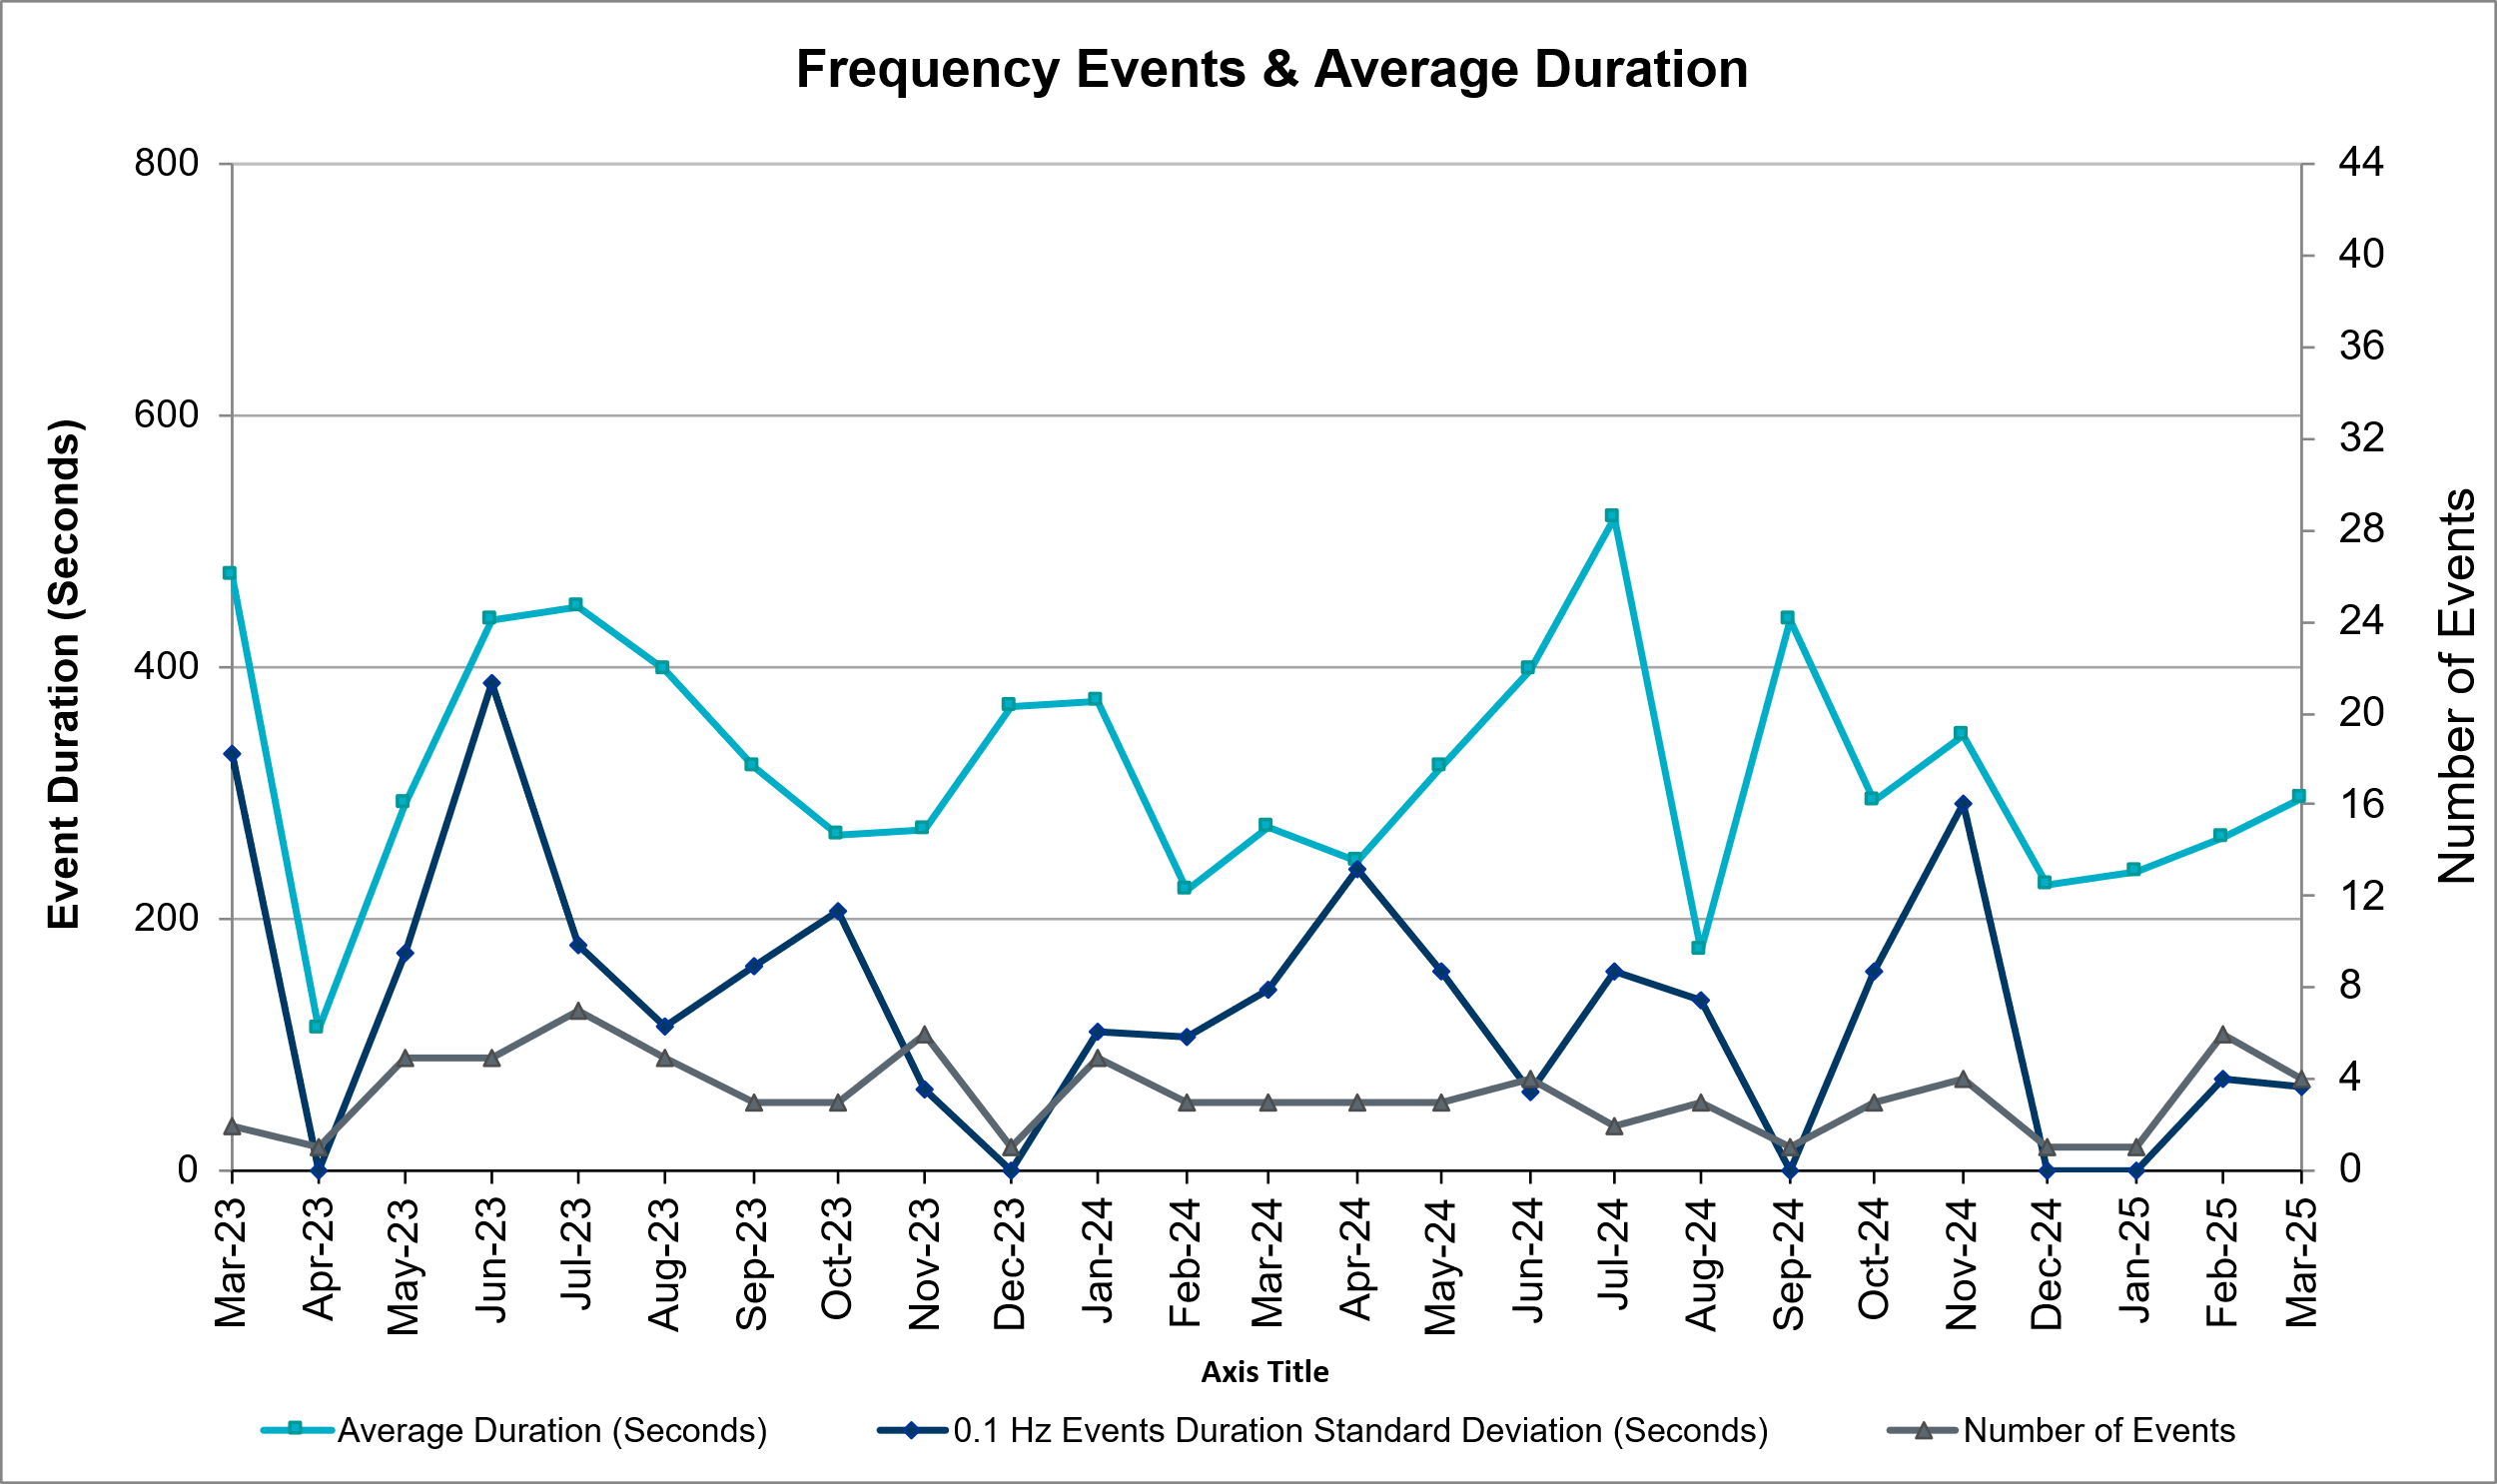 Frequency Events & Average Duration
Event Duration (Seconds)
800
600
400
200
0
44
40
36
32
28
24
20
16
12
8
4
0
Number of Events
Mar-23
Apr-23
May-23
Jun-23
Jul-23
Aug-23
Sep-23
Oct-23
Nov-23
Dec-23
Jan-24
Feb-24
Mar-24
Apr-24
May-24
Jun-24
Jul-24
Aug-24
Sep-24
Oct-24
Nov-24
Dec-24
Jan-25
Feb-25
Mar-25
Axis Title
Average Duration (Seconds)
0.1 Hz Events Duration Standard Deviation (Seconds)
Number of Events